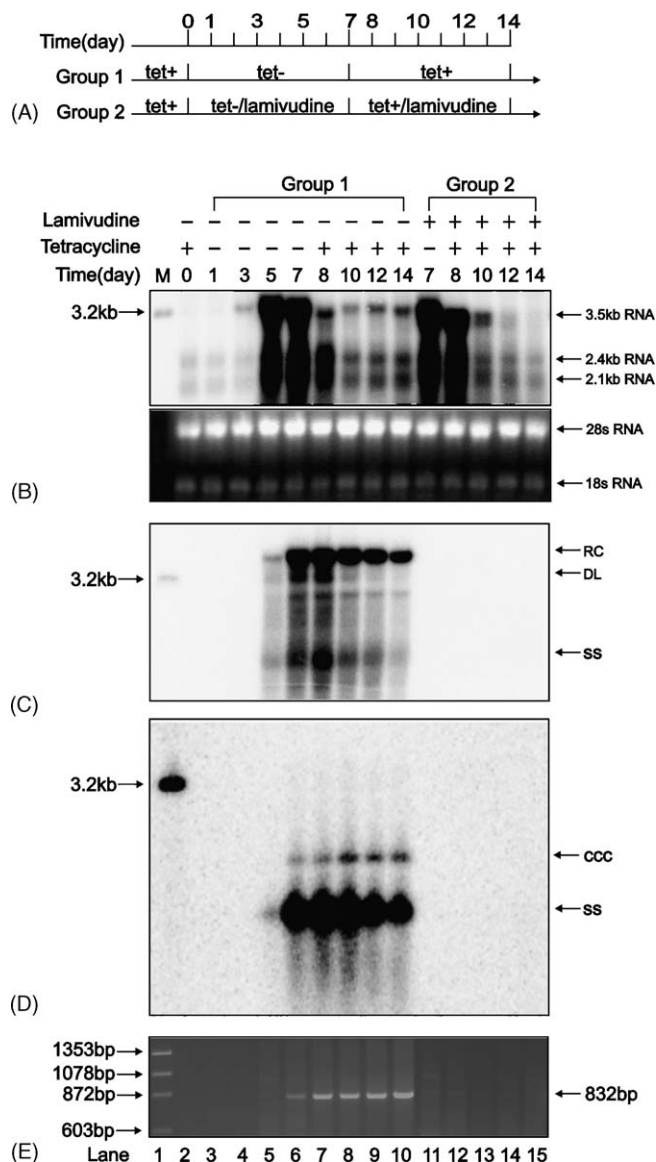 0 1 3 5 7 8 10 12 14
Time(day)
tet+ tet- tet+
Group 1
tet+ tet-/lamivudine tet+/lamivudine
(A) Group 2
Group 1 Group 2
Lamivudine − − − − − − − − − + + + + +
Tetracycline + − − − − + + + + − + + + +
Time(day) M 0 1 3 5 7 8 10 12 14 7 8 10 12 14
3.2kb 3.5kb RNA
2.4kb RNA
2.1kb RNA
28s RNA
18s RNA
(B)
RC
3.2kb DL
SS
(C)
3.2kb
CCC
SS
(D)
1353bp
1078bp
872bp 832bp
603bp
(E) Lane 1 2 3 4 5 6 7 8 9 10 11 12 13 14 15